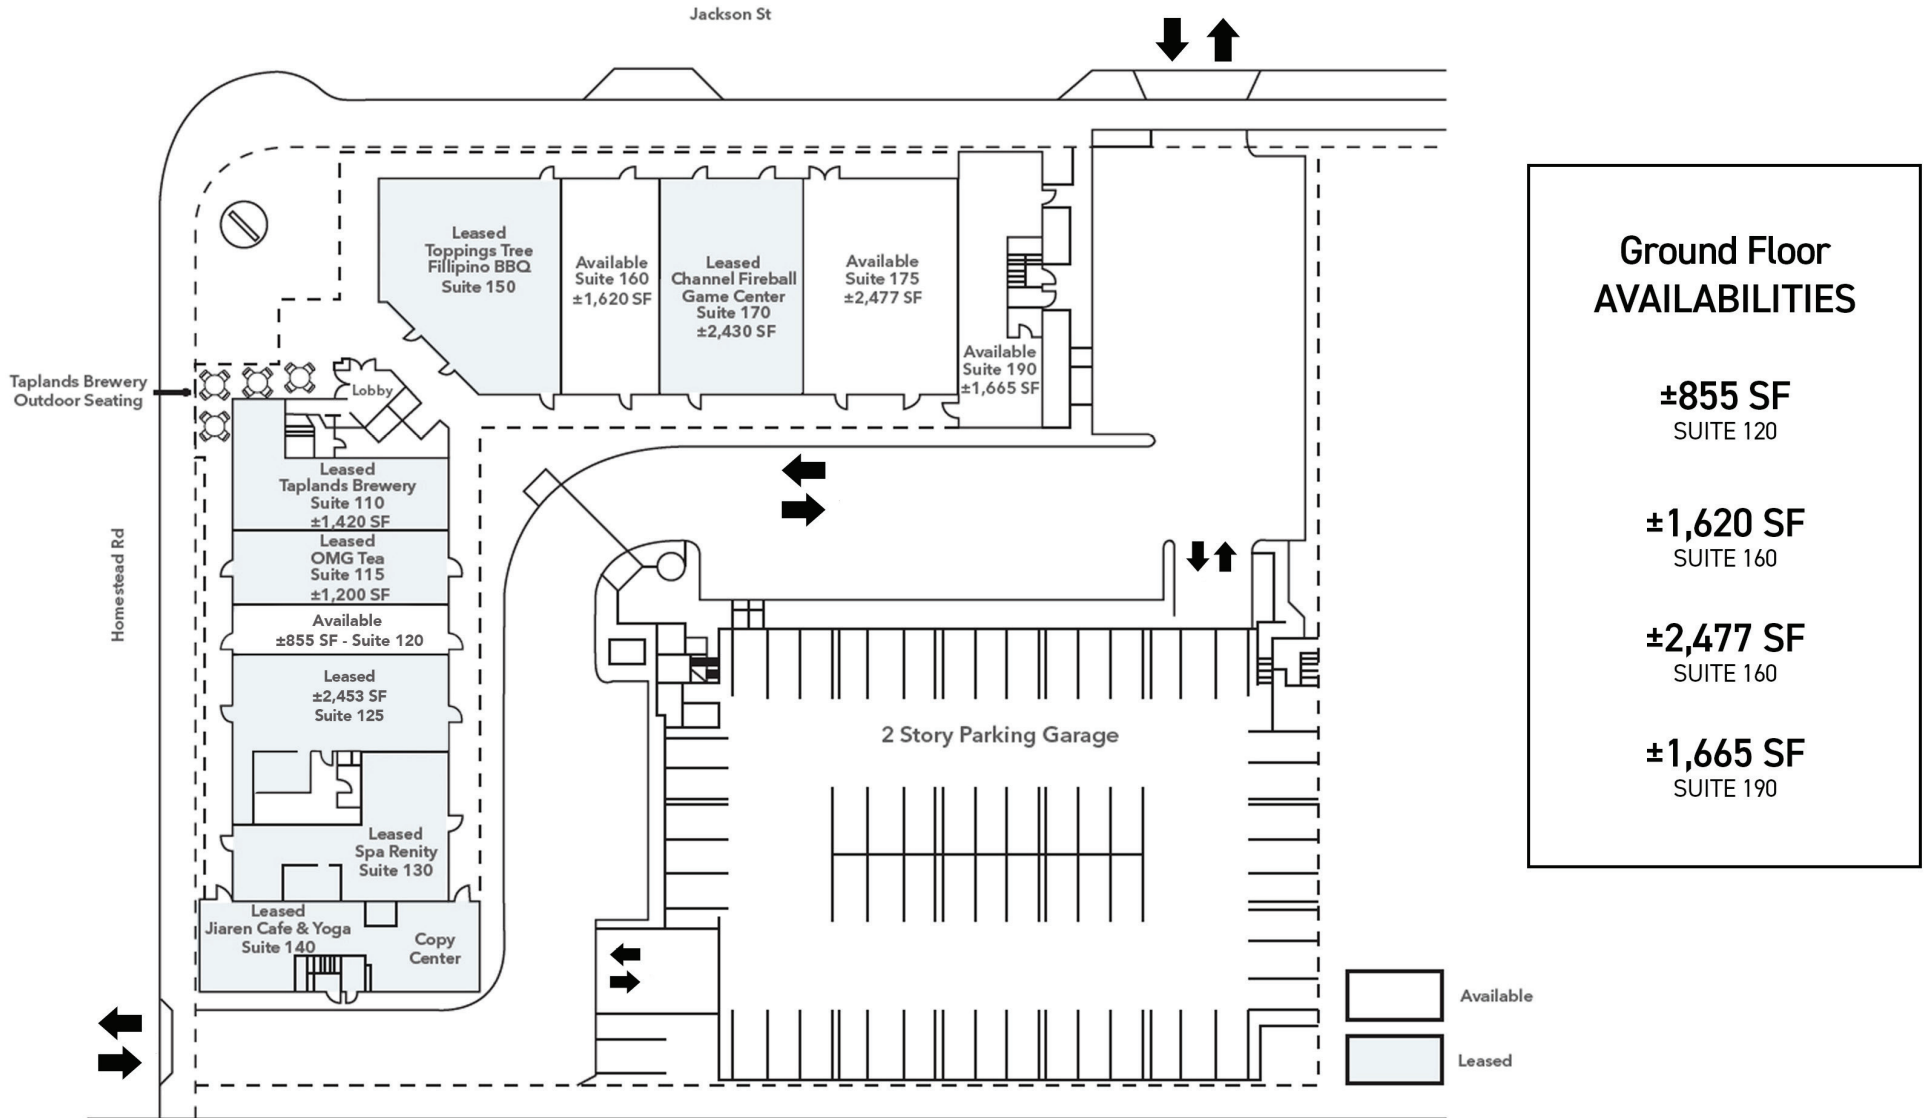 Jackson St
Leased
Toppings Tree
Fillipino BBQ
Suite 150
Available
Suite 160
±1,620 SF
Leased
Channel Fireball
Game Center
Suite 170
±2,430 SF
Available
Suite 175
±2,477 SF
Available
Suite 190
±1,665 SF
Taplands Brewery
Outdoor Seating
Lobby
Leased
Taplands Brewery
Suite 110
±1,420 SF
Leased
OMG Tea
Suite 115
±1,200 SF
Available
±855 SF - Suite 120
Leased
±2,453 SF
Suite 125
Leased
Spa Renity
Suite 130
Leased
Jiaren Cafe & Yoga
Suite 140
Copy
Center
Homestead Rd
2 Story Parking Garage
Ground Floor
AVAILABILITIES
±855 SF
SUITE 120
±1,620 SF
SUITE 160
±2,477 SF
SUITE 160
±1,665 SF
SUITE 190
Available
Leased